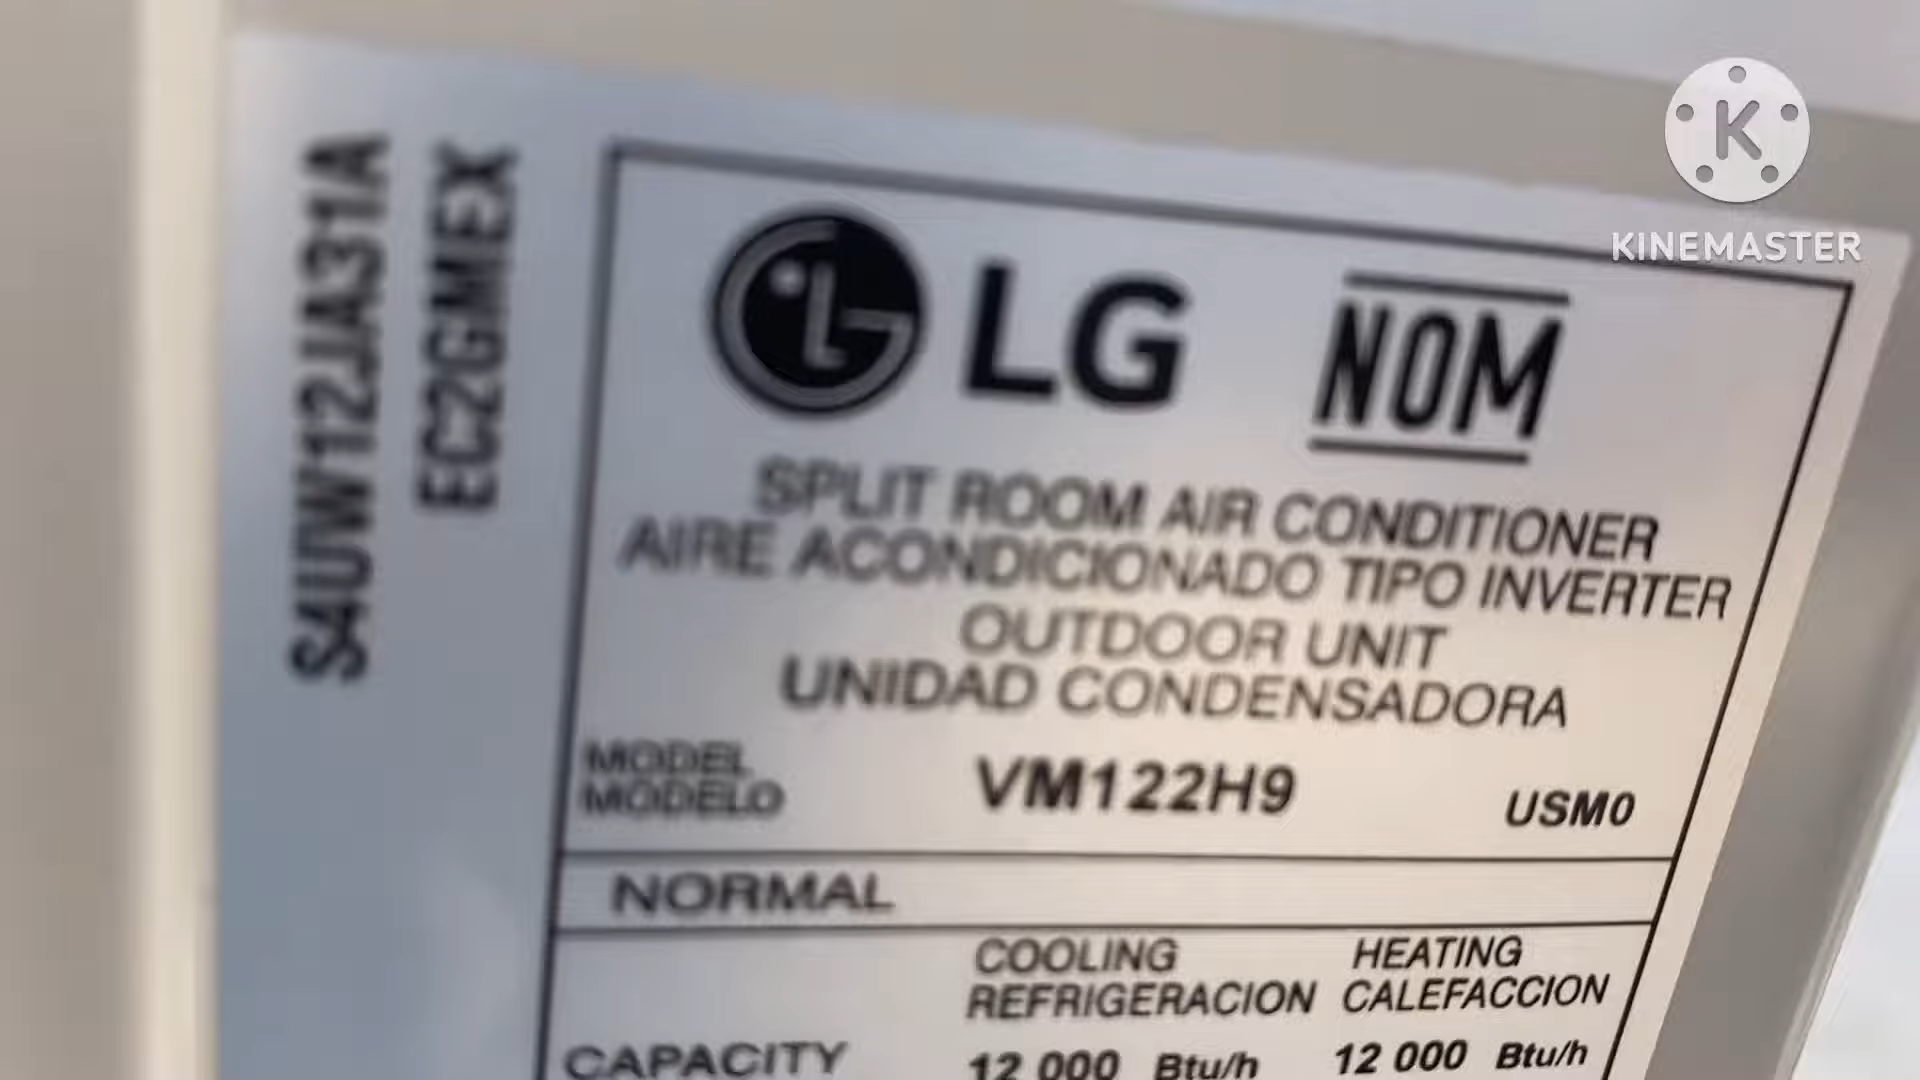 S4UW12JA31A
EC2GMEX
LG NOM
SPLIT ROOM AIR CONDITIONER
AIRE ACONDICIONADO TIPO INVERTER
OUTDOOR UNIT
UNIDAD CONDENSADORA
MODEL
MODELO VM122H9 USM0
NORMAL
COOLING HEATING
REFRIGERACION CALEFACCION
CAPACITY 12 000 Btu/h 12 000 Btu/h
K
KINEMASTER